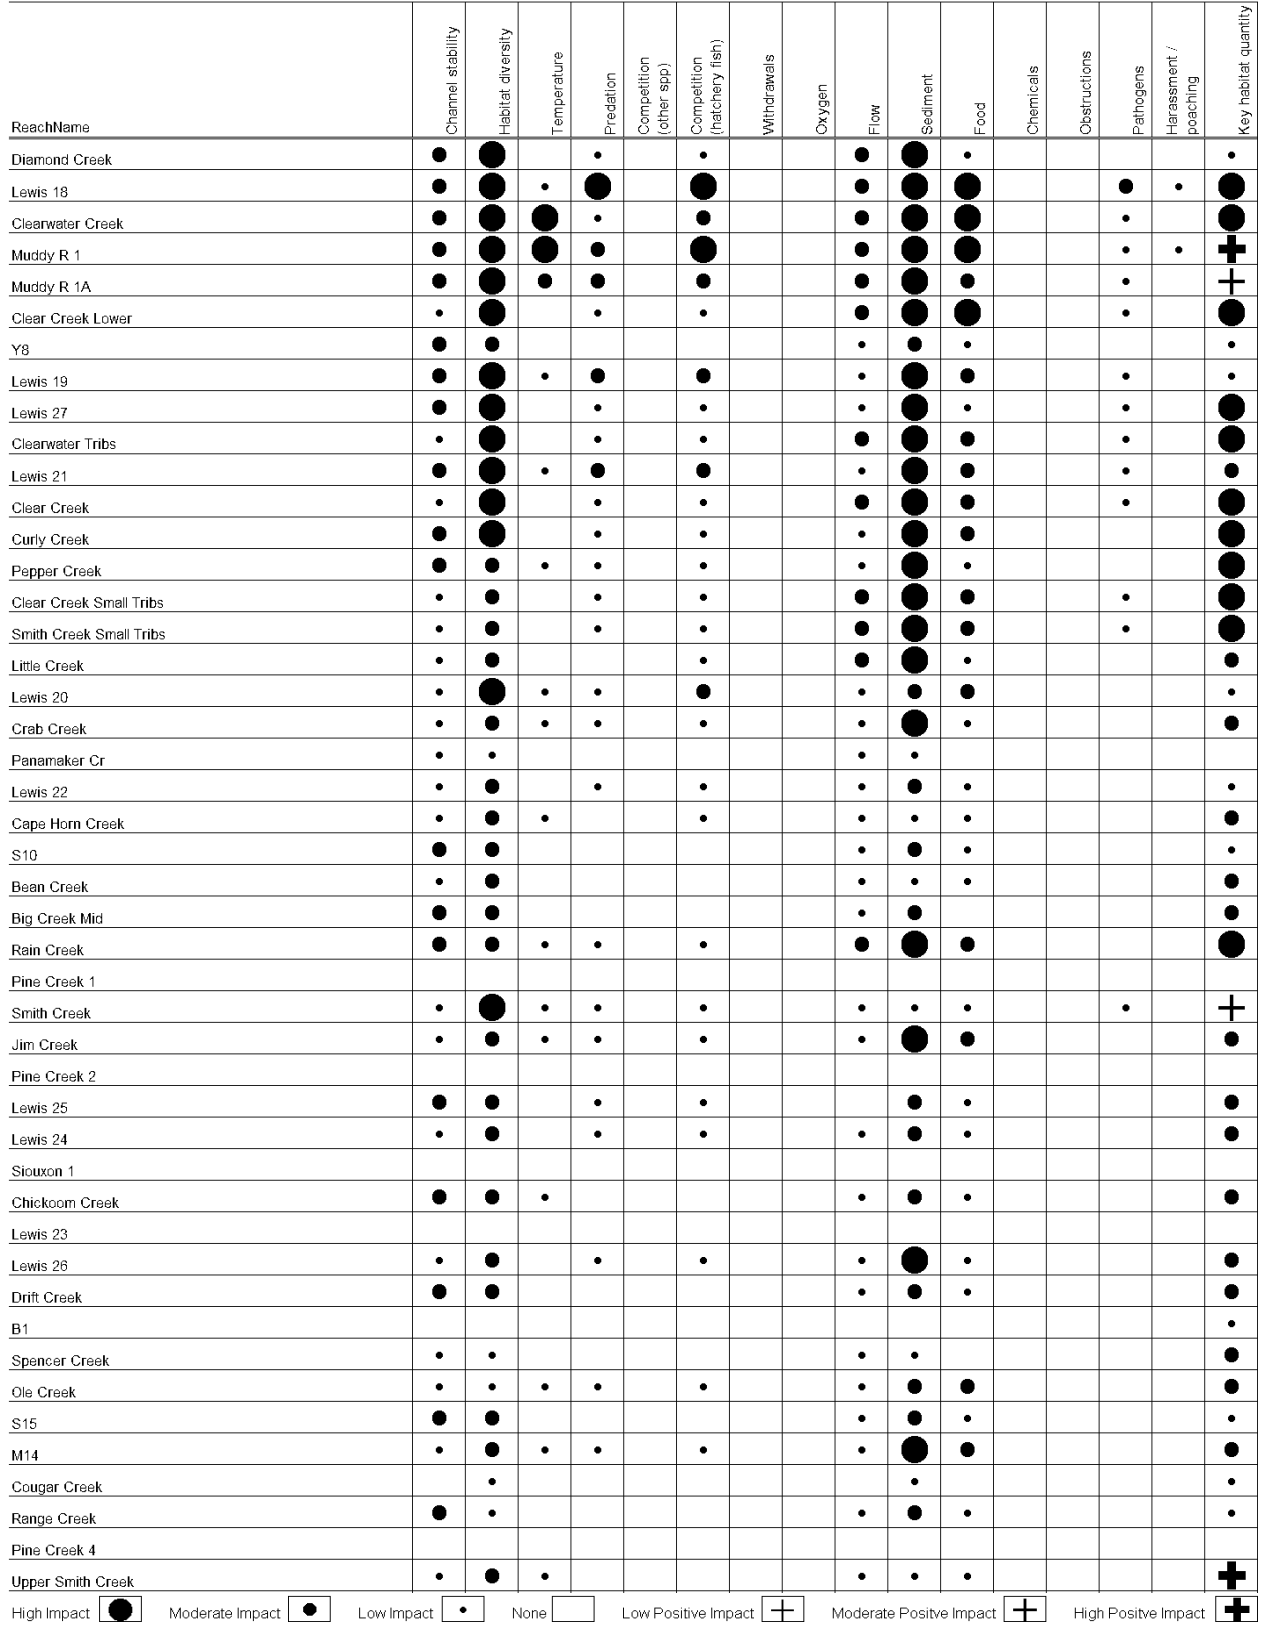 ReachName
Channel stability
Habitat diversity
Temperature
Predation
Competition
(other spp)
Competition
(hatchery fish)
Withdrawals
Oxygen
Flow
Sediment
Food
Chemicals
Obstructions
Pathogens
Harassment /
poaching
Key habitat quantity
Diamond Creek
Lewis 18
Clearwater Creek
Muddy R 1
Muddy R 1A
Clear Creek Lower
Y8
Lewis 19
Lewis 27
Clearwater Tribs
Lewis 21
Clear Creek
Curly Creek
Pepper Creek
Clear Creek Small Tribs
Smith Creek Small Tribs
Little Creek
Lewis 20
Crab Creek
Panamaker Cr
Lewis 22
Cape Horn Creek
S10
Bean Creek
Big Creek Mid
Rain Creek
Pine Creek 1
Smith Creek
Jim Creek
Pine Creek 2
Lewis 25
Lewis 24
Siouxon 1
Chickoom Creek
Lewis 23
Lewis 26
Drift Creek
B1
Spencer Creek
Ole Creek
S15
M14
Cougar Creek
Range Creek
Pine Creek 4
Upper Smith Creek
High Impact Moderate Impact Low Impact None Low Positive Impact Moderate Positve Impact High Positve Impact